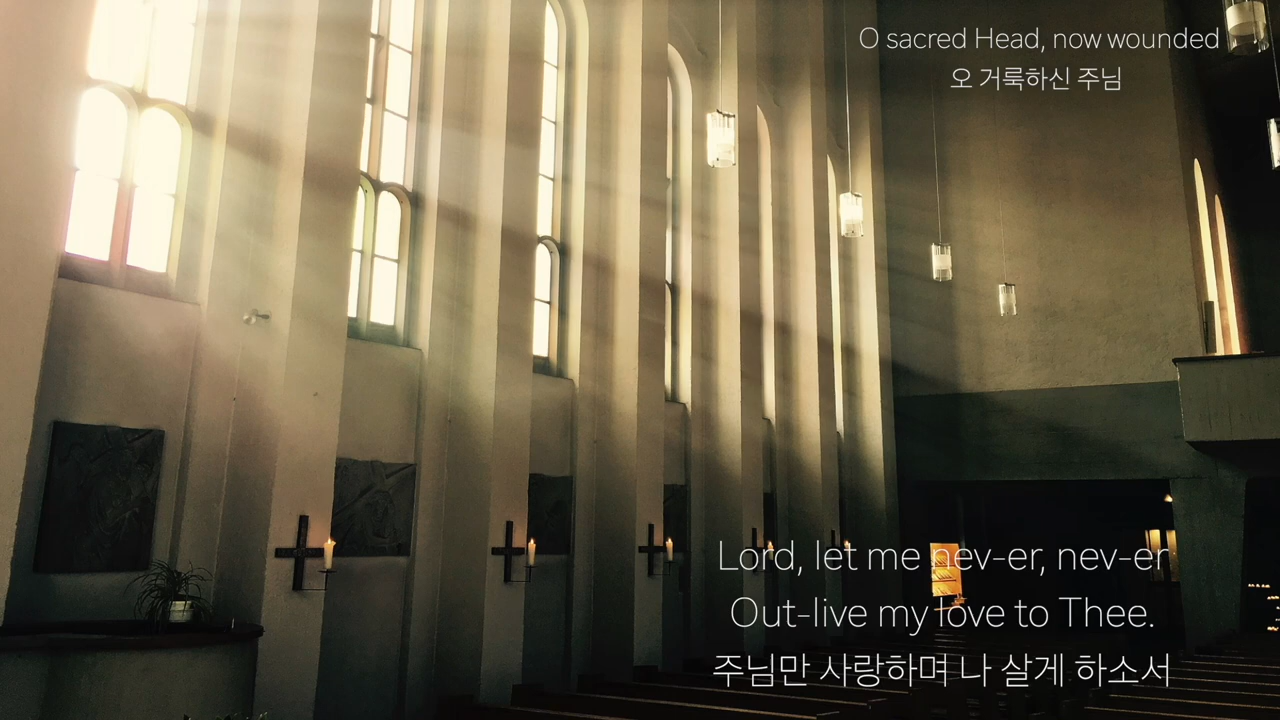 O sacred Head, now wounded
오 거룩하신 주님
Lord, let me nev-er, nev-er
Out-live my love to Thee.
주님만 사랑하며 나 살게 하소서